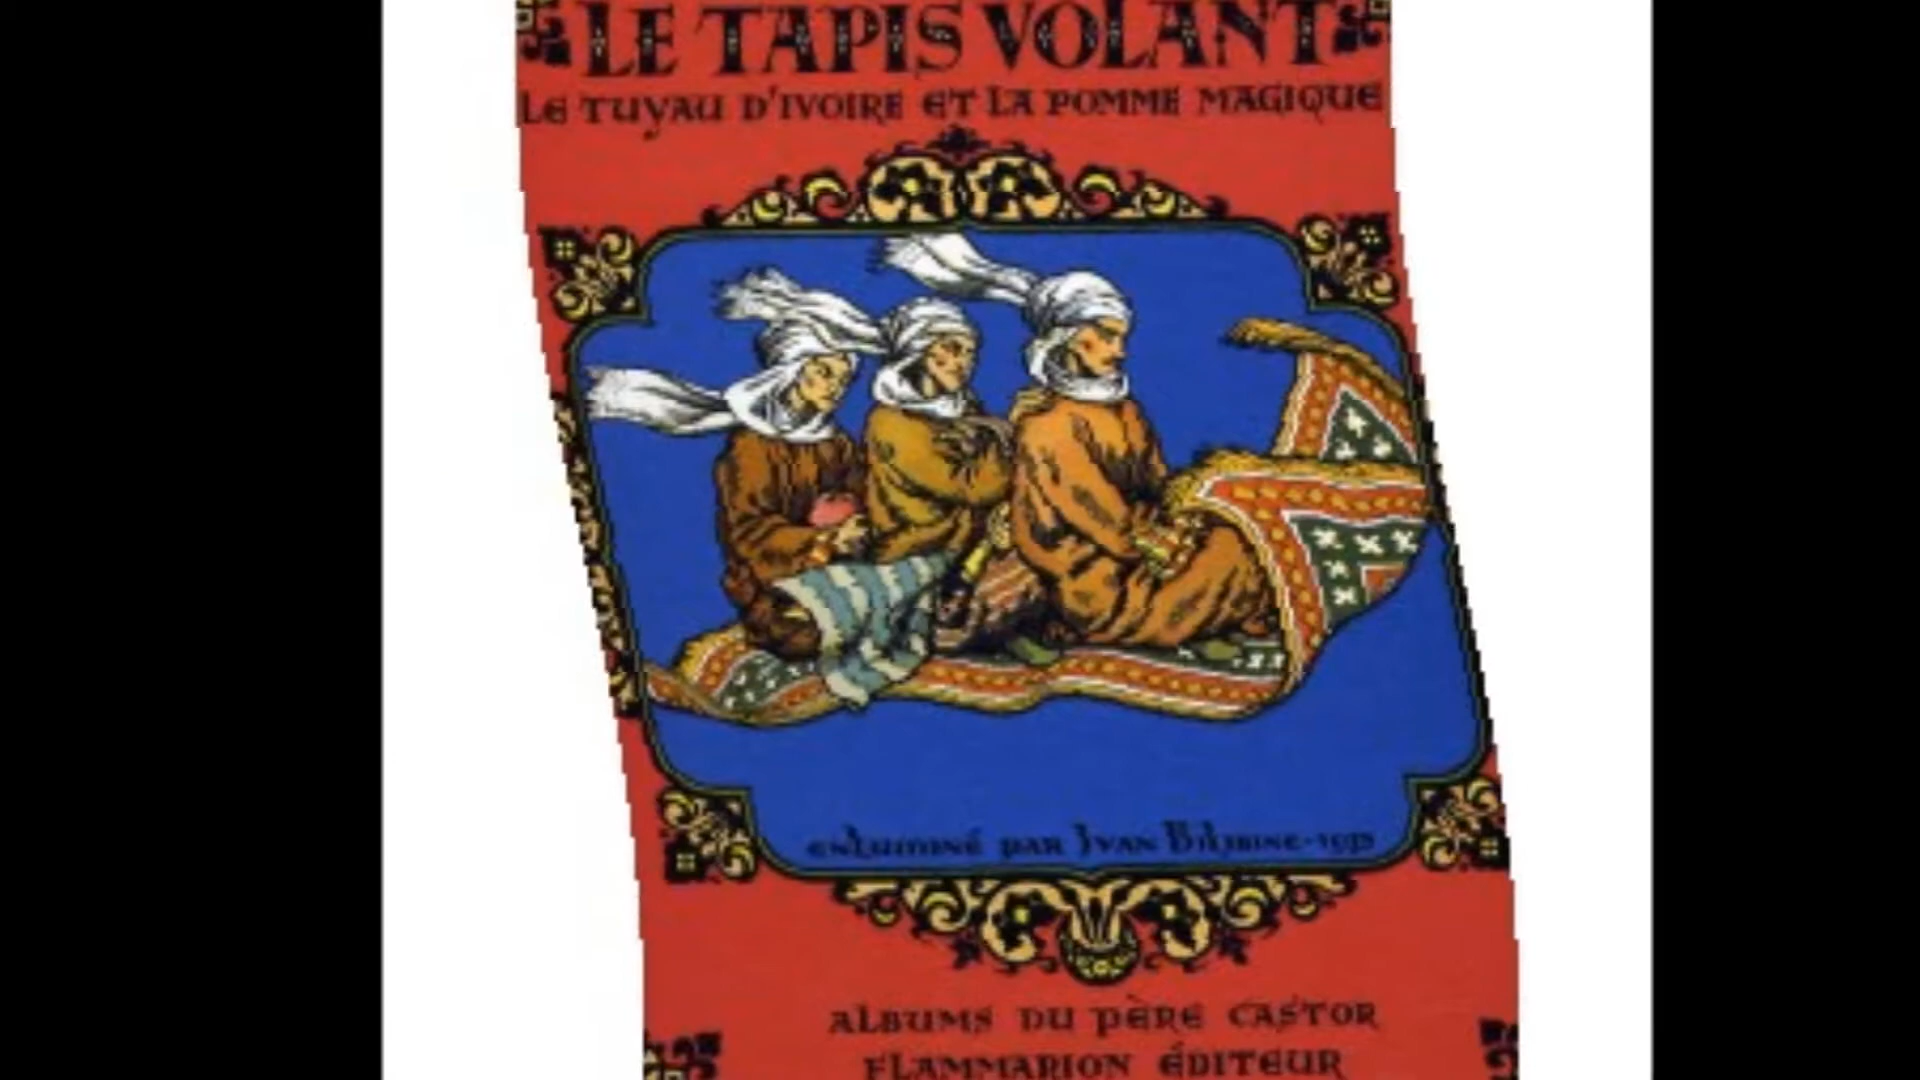 LE TAPIS VOLANT
LE TUYAU D'IVOIRE ET LA POMME MAGIQUE
enluminé par Ivan Bilibine-
ALBUMS DU PÈRE CASTOR
FLAMMARION ÉDITEUR